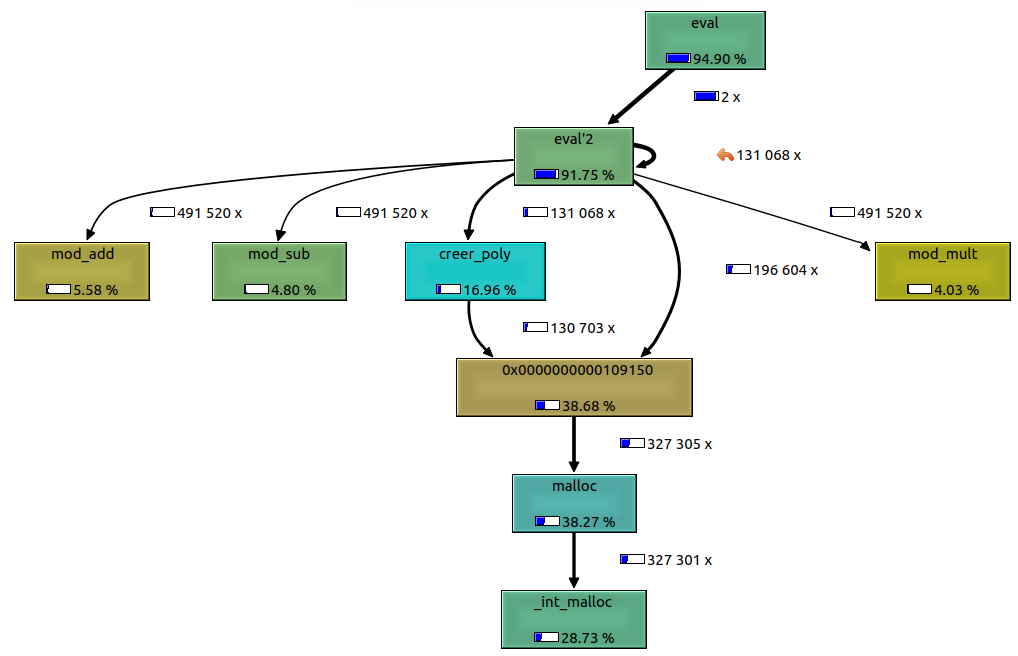 eval
94.90 %
2 x
eval'2
91.75 %
131 068 x
491 520 x
491 520 x
131 068 x
491 520 x
mod_add
5.58 %
mod_sub
4.80 %
creer_poly
16.96 %
196 604 x
mod_mult
4.03 %
130 703 x
0x0000000000109150
38.68 %
327 305 x
malloc
38.27 %
327 301 x
_int_malloc
28.73 %